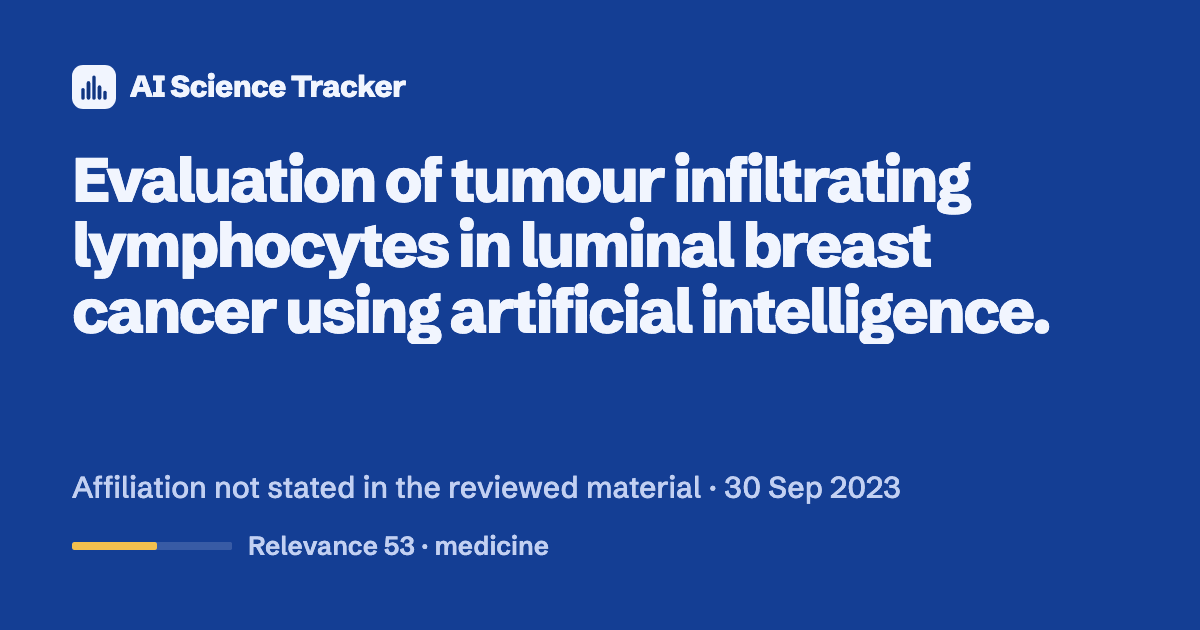 AI Science Tracker
Evaluation of tumour infiltrating
lymphocytes in luminal breast
cancer using artificial intelligence.
Affiliation not stated in the reviewed material · 30 Sep 2023
Relevance 53 · medicine